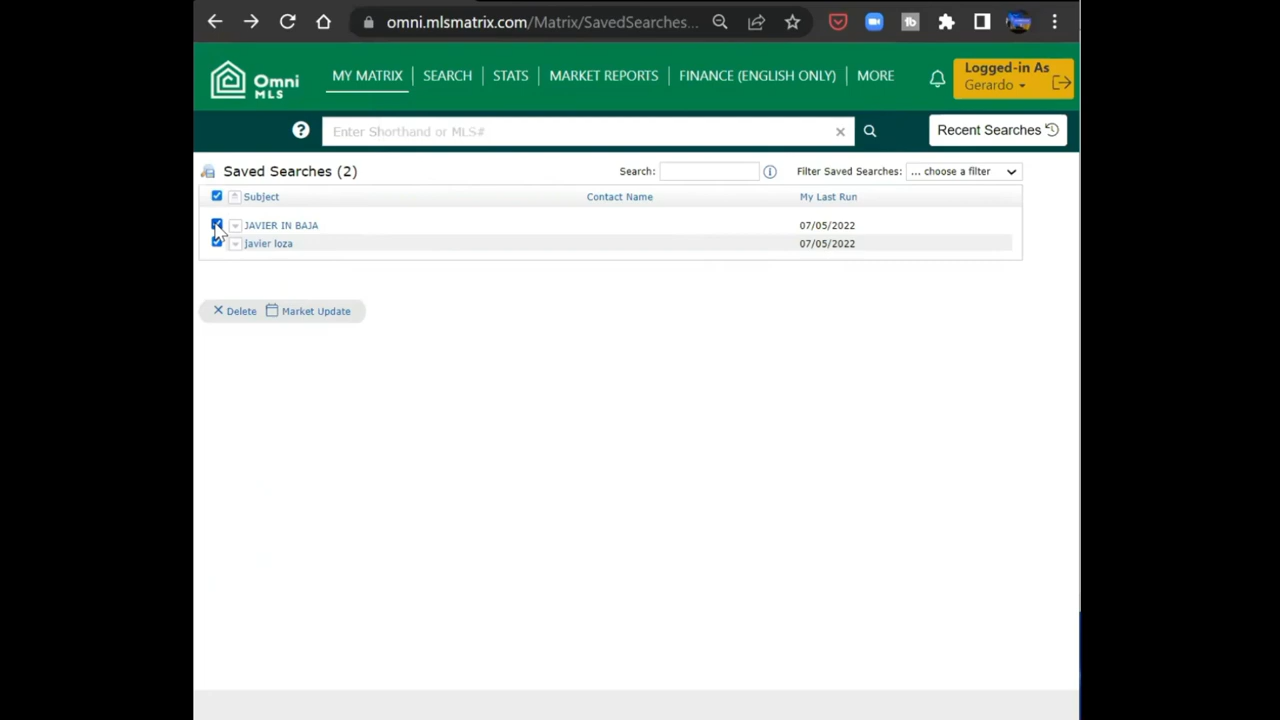 omni.mlsmatrix.com/Matrix/SavedSearches...
fb
Omni MLS
MY MATRIX
SEARCH
STATS
MARKET REPORTS
FINANCE (ENGLISH ONLY)
MORE
Logged-in As
Gerardo
?
Enter Shorthand or MLS#
Recent Searches
Saved Searches (2)
Search:
Filter Saved Searches:
... choose a filter
Subject
Contact Name
My Last Run
JAVIER IN BAJA
07/05/2022
Javier loza
07/05/2022
Delete
Market Update